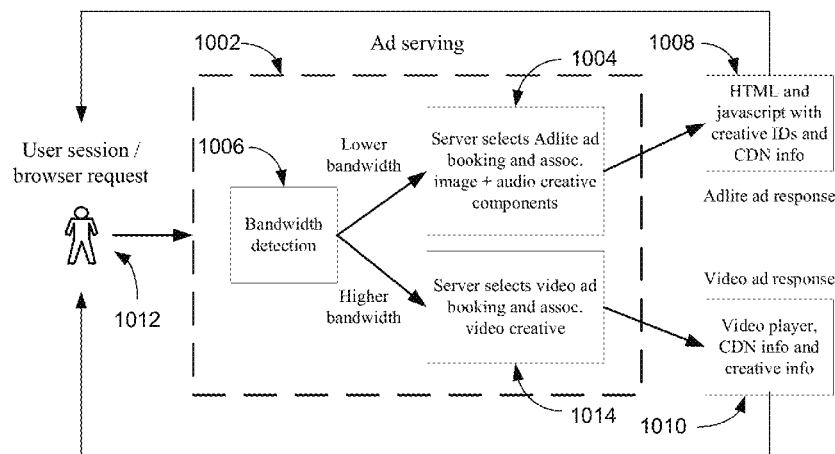 1002
Ad serving
1004
1008
HTML and
javascript with
creative IDs and
CDN info
Adlite ad response
User session /
browser request
1012
1006
Bandwidth
detection
Lower
bandwidth
Server selects Adlite ad
booking and assoc.
image + audio creative
components
Higher
bandwidth
Server selects video ad
booking and assoc.
video creative
1014
Video ad response
Video player,
CDN info and
creative info
1010